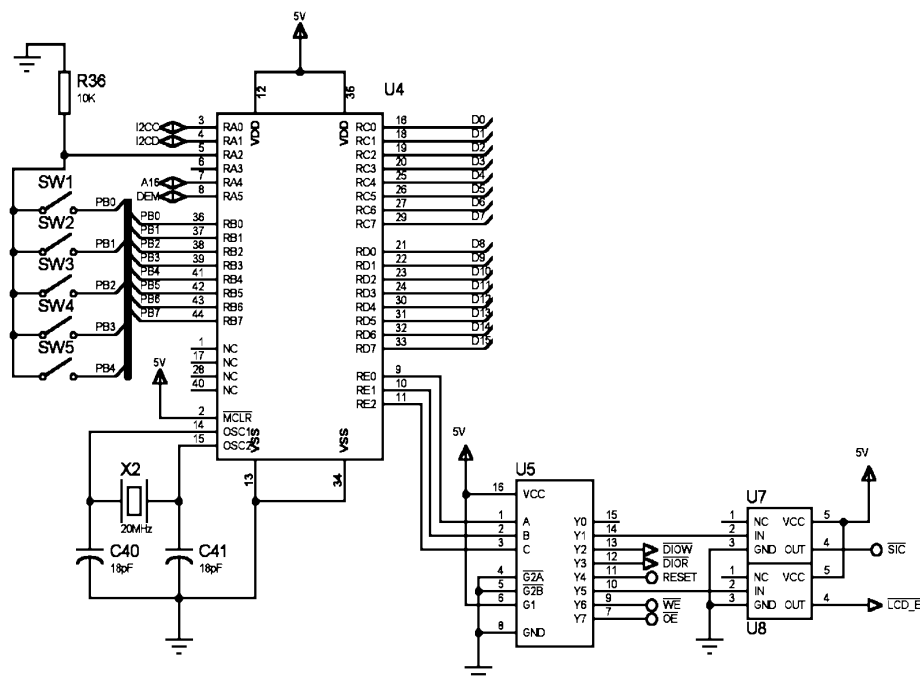 5V
R36
10K
12
35
U4
VDD
VDD
I2CC 3 RA0 RC0 16 D0
I2CD 4 RA1 RC1 18 D1
5 RA2 RC2 19 D2
6 RA3 RC3 20 D3
A16 7 RA4 RC4 25 D4
DEM 8 RA5 RC5 26 D5
RC6 27 D6
RC7 29 D7
SW1 PB0
SW2 PB1
SW3 PB2
SW4 PB3
SW5 PB4
PB0 36 RB0
PB1 37 RB1
PB2 38 RB2
PB3 39 RB3
PB4 41 RB4
PB5 42 RB5
PB6 43 RB6
PB7 44 RB7
RD0 21 D8
RD1 22 D9
RD2 23 D10
RD3 24 D11
RD4 30 D12
RD5 31 D13
RD6 32 D14
RD7 33 D15
1 NC
17 NC
28 NC
40 NC
RE0 9
RE1 10
RE2 11
5V
2 MCLR
14 OSC1
15 OSC2
VSS
VSS
13
34
X2
20MHz
C40
18pF
C41
18pF
5V
U5
16 VCC
1 A
2 B
3 C
4 G2A
5 G2B
6 G1
8 GND
Y0 15
Y1 14
Y2 13 DIOW
Y3 12 DIOR
Y4 11 RESET
Y5 10
Y6 9 WE
Y7 7 OE
5V
U7
1 NC VCC 5
2 IN
3 GND OUT 4 SIC
1 NC VCC 5
2 IN
3 GND OUT 4 LCD_E
U8